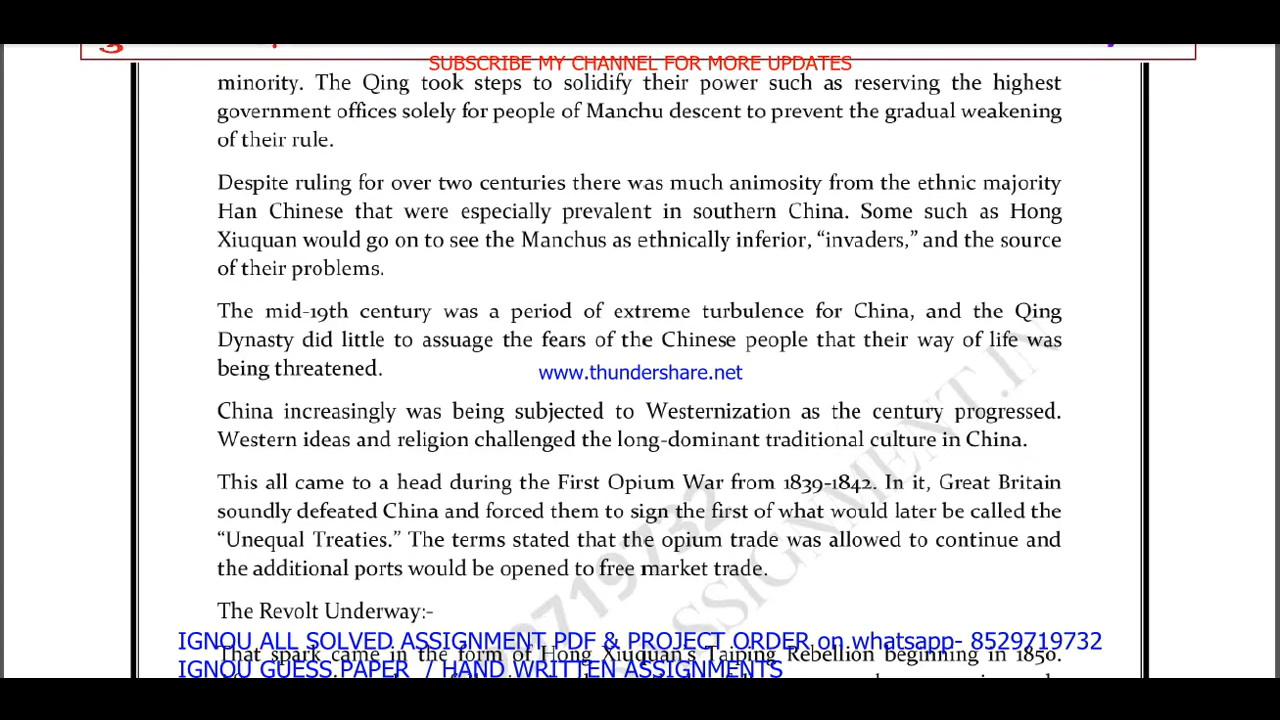 SUBSCRIBE MY CHANNEL FOR MORE UPDATES
minority. The Qing took steps to solidify their power such as reserving the highest
government offices solely for people of Manchu descent to prevent the gradual weakening
of their rule.
Despite ruling for over two centuries there was much animosity from the ethnic majority
Han Chinese that were especially prevalent in southern China. Some such as Hong
Xiuquan would go on to see the Manchus as ethnically inferior, “invaders,” and the source
of their problems.
The mid-19th century was a period of extreme turbulence for China, and the Qing
Dynasty did little to assuage the fears of the Chinese people that their way of life was
being threatened.
www.thundershare.net
China increasingly was being subjected to Westernization as the century progressed.
Western ideas and religion challenged the long-dominant traditional culture in China.
This all came to a head during the First Opium War from 1839-1842. In it, Great Britain
soundly defeated China and forced them to sign the first of what would later be called the
“Unequal Treaties.” The terms stated that the opium trade was allowed to continue and
the additional ports would be opened to free market trade.
The Revolt Underway:-
IGNOU ALL SOLVED ASSIGNMENT PDF & PROJECT ORDER on whatsapp- 8529719732
That spark came in the form of Hong Xiuquan's Taiping Rebellion beginning in 1850.
IGNOU GUESS PAPER / HAND WRITTEN ASSIGNMENTS
9719732
SSIGNMENT.IN